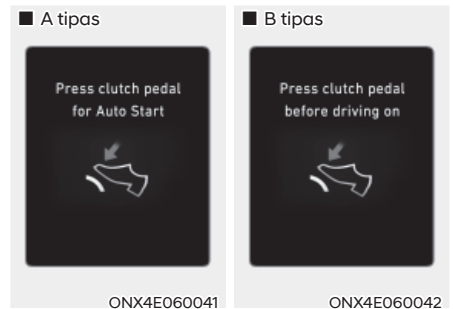 ■ A tipas
Press clutch pedal
for Auto Start
ONX4E060041
■ B tipas
Press clutch pedal
before driving on
ONX4E060042